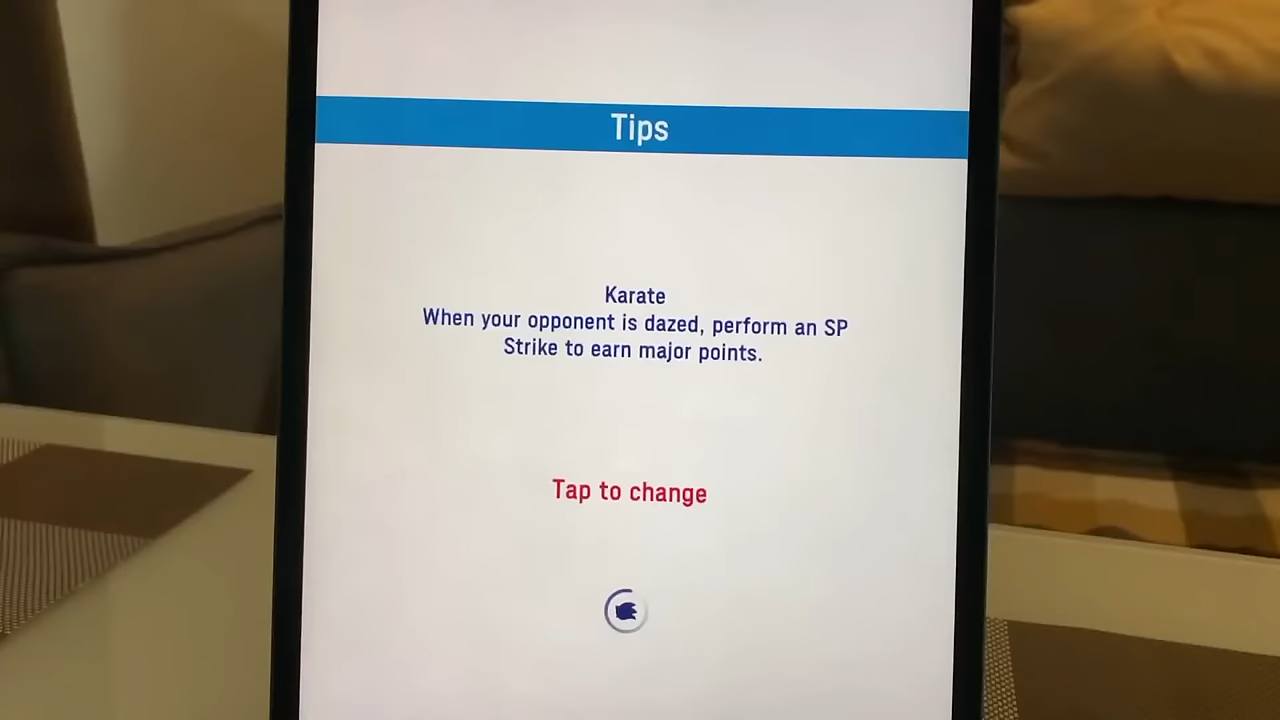 Tips
Karate
When your opponent is dazed, perform an SP
Strike to earn major points.
Tap to change